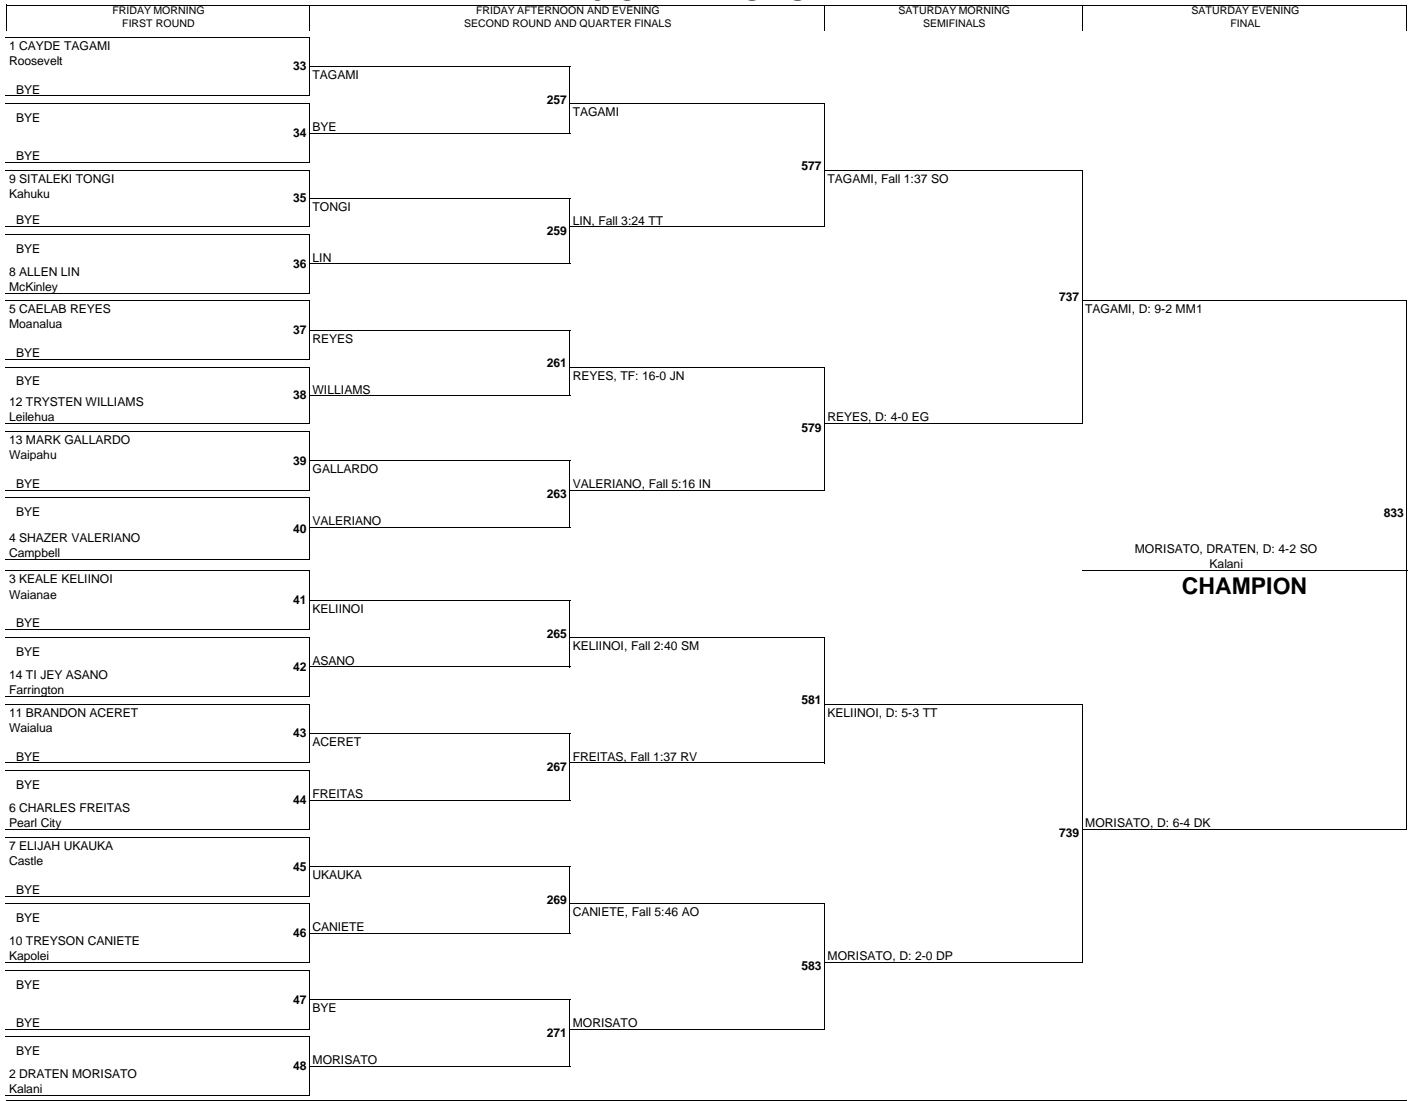 FRIDAY MORNING
FIRST ROUND
FRIDAY AFTERNOON AND EVENING
SECOND ROUND AND QUARTER FINALS
SATURDAY MORNING
SEMIFINALS
SATURDAY EVENING
FINAL
1 CAYDE TAGAMI
Roosevelt
33
BYE
BYE
34
BYE
9 SITALEKI TONGI
Kahuku
35
BYE
BYE
36
8 ALLEN LIN
McKinley
5 CAELAB REYES
Moanalua
37
BYE
BYE
38
12 TRYSTEN WILLIAMS
Leilehua
13 MARK GALLARDO
Waipahu
39
BYE
BYE
40
4 SHAZER VALERIANO
Campbell
3 KEALE KELIINOI
Waianae
41
BYE
BYE
42
14 TI JEY ASANO
Farrington
11 BRANDON ACERET
Waialua
43
BYE
BYE
44
6 CHARLES FREITAS
Pearl City
7 ELIJAH UKAUKA
Castle
45
BYE
BYE
46
10 TREYSON CANIETE
Kapolei
BYE
47
BYE
BYE
48
2 DRATEN MORISATO
Kalani
TAGAMI
257
BYE
TONGI
259
LIN
REYES
261
WILLIAMS
GALLARDO
263
VALERIANO
KELIINOI
265
ASANO
ACERET
267
FREITAS
UKAUKA
269
CANIETE
BYE
271
MORISATO
TAGAMI
577
LIN, Fall 3:24 TT
REYES, TF: 16-0 JN
579
VALERIANO, Fall 5:16 IN
KELIINOI, Fall 2:40 SM
581
FREITAS, Fall 1:37 RV
CANIETE, Fall 5:46 AO
583
MORISATO
TAGAMI, Fall 1:37 SO
737
REYES, D: 4-0 EG
KELIINOI, D: 5-3 TT
739
MORISATO, D: 2-0 DP
TAGAMI, D: 9-2 MM1
833
MORISATO, DRATEN, D: 4-2 SO
Kalani
CHAMPION
MORISATO, D: 6-4 DK